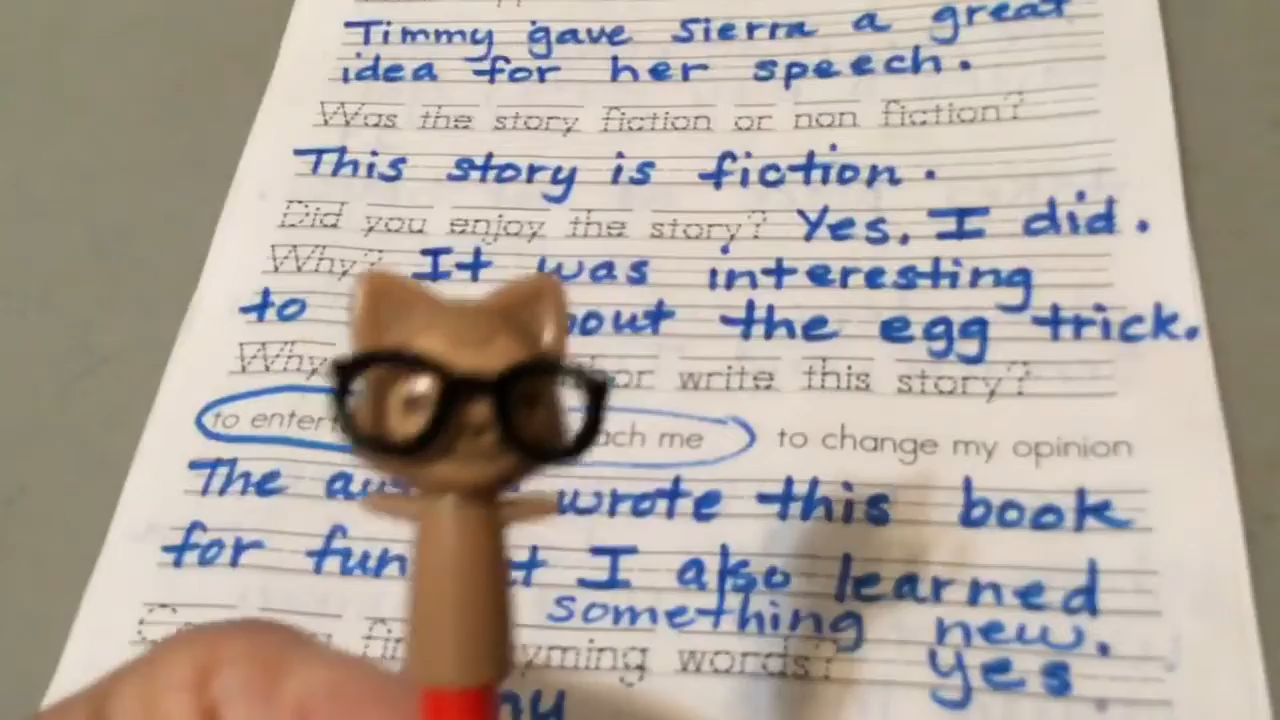 Timmy gave Sierra a great
idea for her speech.
Was the story fiction or non fiction?
This story is fiction.
Did you enjoy the story? Yes, I did.
Why? It was interesting
to the egg trick.
Why write this story?
to me to change my opinion
The wrote this book
for fun I also learned
something new.
words? yes